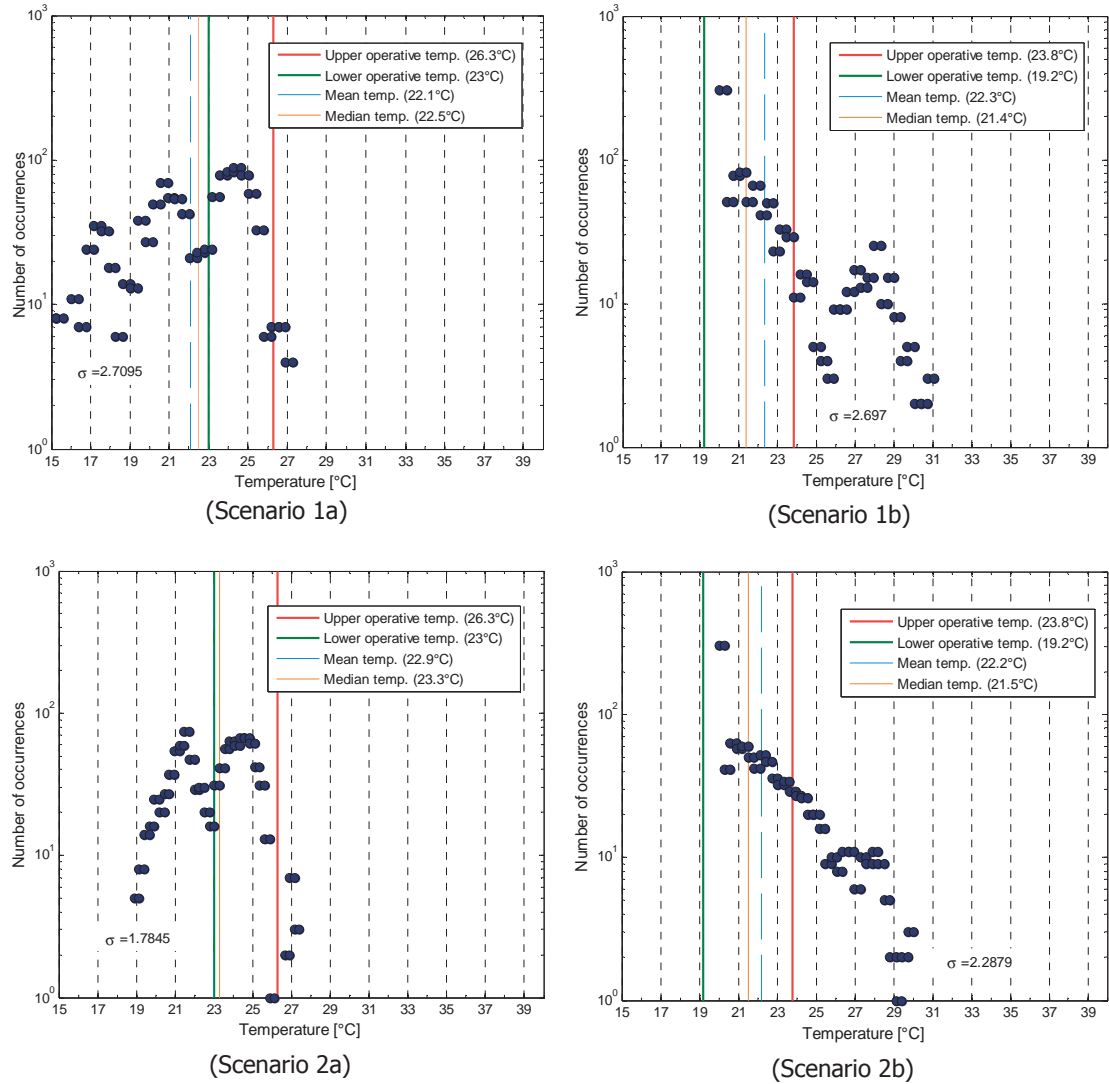 10³
Upper operative temp. (26.3°C)
Lower operative temp. (23°C)
Mean temp. (22.1°C)
Median temp. (22.5°C)
10²
Number of occurrences
10¹
σ =2.7095
10⁰
15 17 19 21 23 25 27 29 31 33 35 37 39
Temperature [°C]
(Scenario 1a)
10³
Upper operative temp. (23.8°C)
Lower operative temp. (19.2°C)
Mean temp. (22.3°C)
Median temp. (21.4°C)
10²
Number of occurrences
10¹
σ =2.697
10⁰
15 17 19 21 23 25 27 29 31 33 35 37 39
Temperature [°C]
(Scenario 1b)
10³
Upper operative temp. (26.3°C)
Lower operative temp. (23°C)
Mean temp. (22.9°C)
Median temp. (23.3°C)
10²
Number of occurrences
10¹
σ =1.7845
10⁰
15 17 19 21 23 25 27 29 31 33 35 37 39
Temperature [°C]
(Scenario 2a)
10³
Upper operative temp. (23.8°C)
Lower operative temp. (19.2°C)
Mean temp. (22.2°C)
Median temp. (21.5°C)
10²
Number of occurrences
10¹
σ =2.2879
10⁰
15 17 19 21 23 25 27 29 31 33 35 37 39
Temperature [°C]
(Scenario 2b)